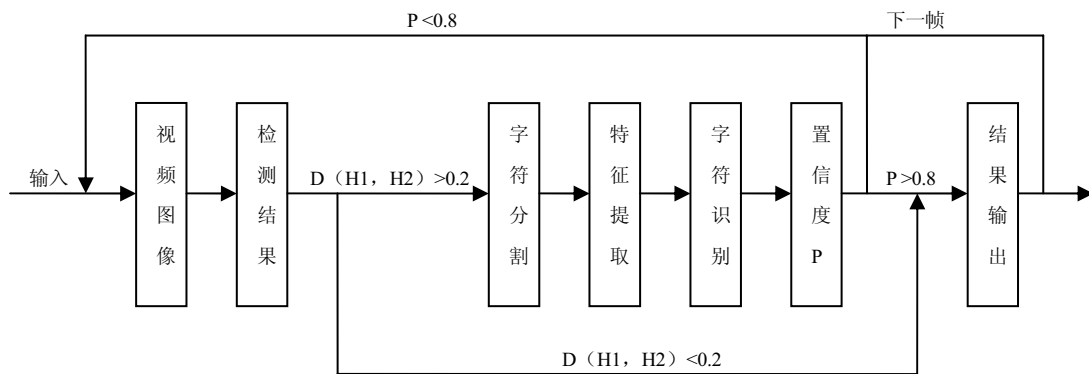 P<0.8
下一帧
输入
视频图像
检测结果
D（H1，H2）>0.2
字符分割
特征提取
字符识别
置信度P
P>0.8
结果输出
D（H1，H2）<0.2